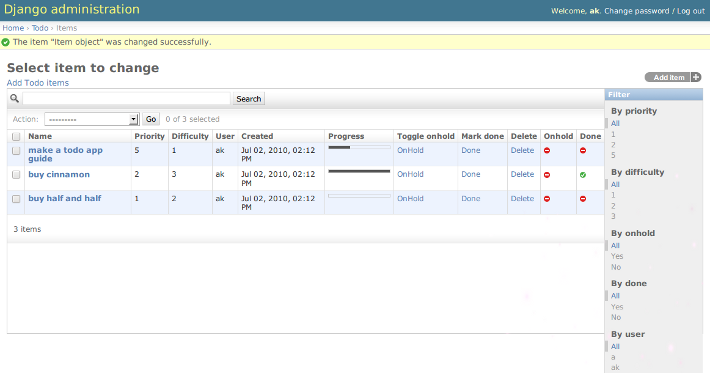 Django administration
Welcome, ak. Change password / Log out
Home › Todo › Items
The item "Item object" was changed successfully.
Select item to change
Add Todo items
Add item +
Search
Action: --------- Go 0 of 3 selected
Name Priority Difficulty User Created Progress Toggle onhold Mark done Delete Onhold Done
make a todo app guide 5 1 ak Jul 02, 2010, 02:12 PM OnHold Done Delete
buy cinnamon 2 3 ak Jul 02, 2010, 02:12 PM OnHold Done Delete
buy half and half 1 2 ak Jul 02, 2010, 02:12 PM OnHold Done Delete
3 items
Filter
By priority
All
1
2
5
By difficulty
All
1
2
3
By onhold
All
Yes
No
By done
All
Yes
No
By user
All
a
ak